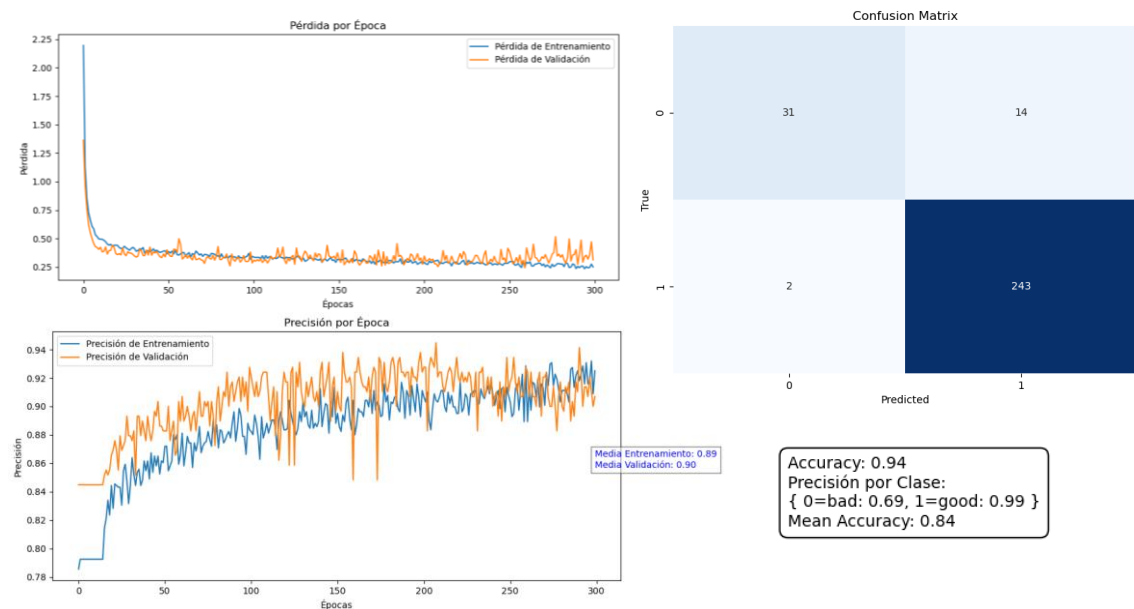 Pérdida por Época
2.25
2.00
1.75
1.50
1.25
1.00
0.75
0.50
0.25
Pérdida
Pérdida de Entrenamiento
Pérdida de Validación
0
50
100
150
200
250
300
Épocas
Precisión por Época
0.94
0.92
0.90
0.88
0.86
0.84
0.82
0.80
0.78
Precisión
Precisión de Entrenamiento
Precisión de Validación
Media Entrenamiento: 0.89
Media Validación: 0.90
0
50
100
150
200
250
300
Épocas
Confusion Matrix
True
0
31
14
1
2
243
0
1
Predicted
Accuracy: 0.94
Precisión por Clase:
{ 0=bad: 0.69, 1=good: 0.99 }
Mean Accuracy: 0.84